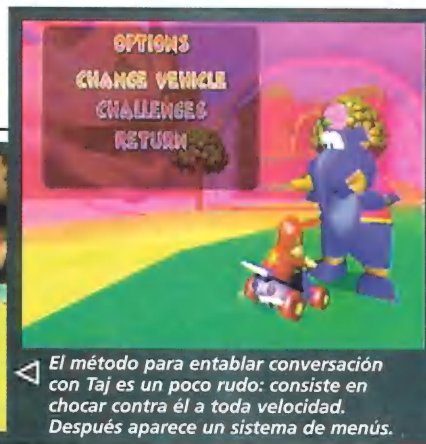 OPTIONS
CHANGE VEHICLE
CHALLENGES
RETURN
El método para entablar conversación
con Taj es un poco rudo: consiste en
chocar contra él a toda velocidad.
Después aparece un sistema de menús.